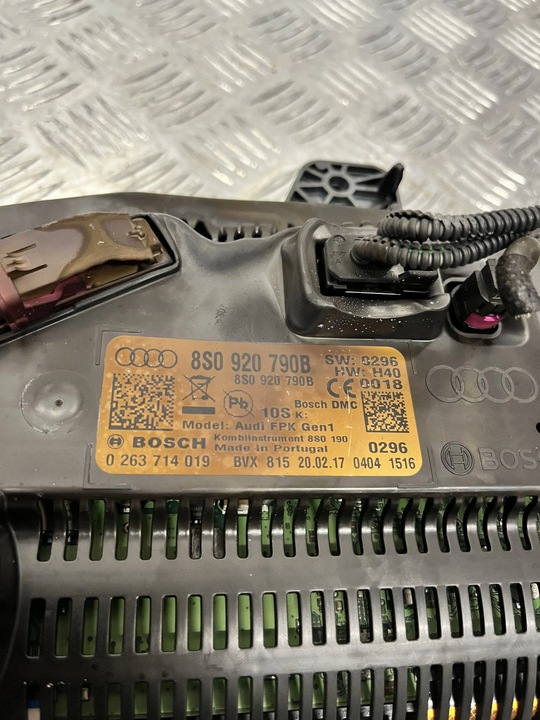 8S0 920 790B SW: 0296
8S0 920 790B HW: H40
CE 0018
Pb 10S K: Bosch DMC
Model: Audi FPK Gen1
BOSCH Kombiinstrument 8S0 190 0296
Made in Portugal
0 263 714 019 BVX 815 20.02.17 0404 1516
BOSCH